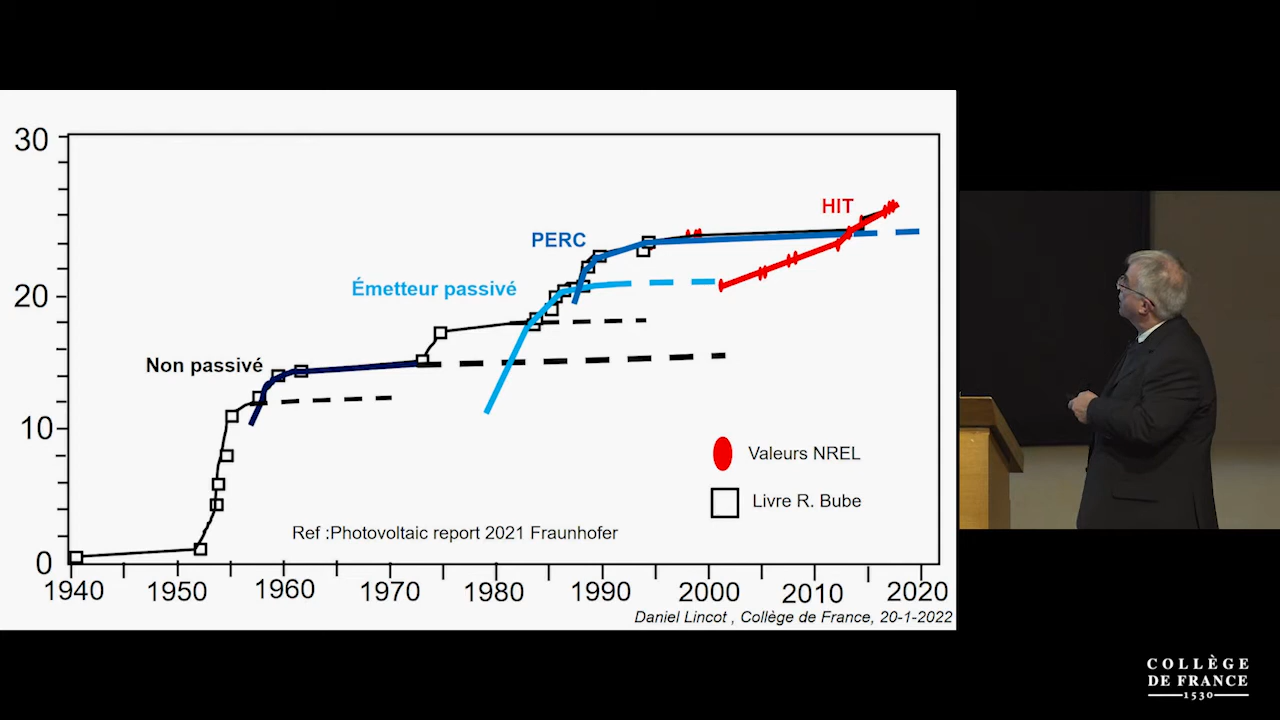 30
20
10
0
1940 1950 1960 1970 1980 1990 2000 2010 2020
HIT
PERC
Émetteur passivé
Non passivé
Valeurs NREL
Livre R. Bube
Ref :Photovoltaic report 2021 Fraunhofer
Daniel Lincot , Collège de France, 20-1-2022
COLLÈGE
DE FRANCE
1530